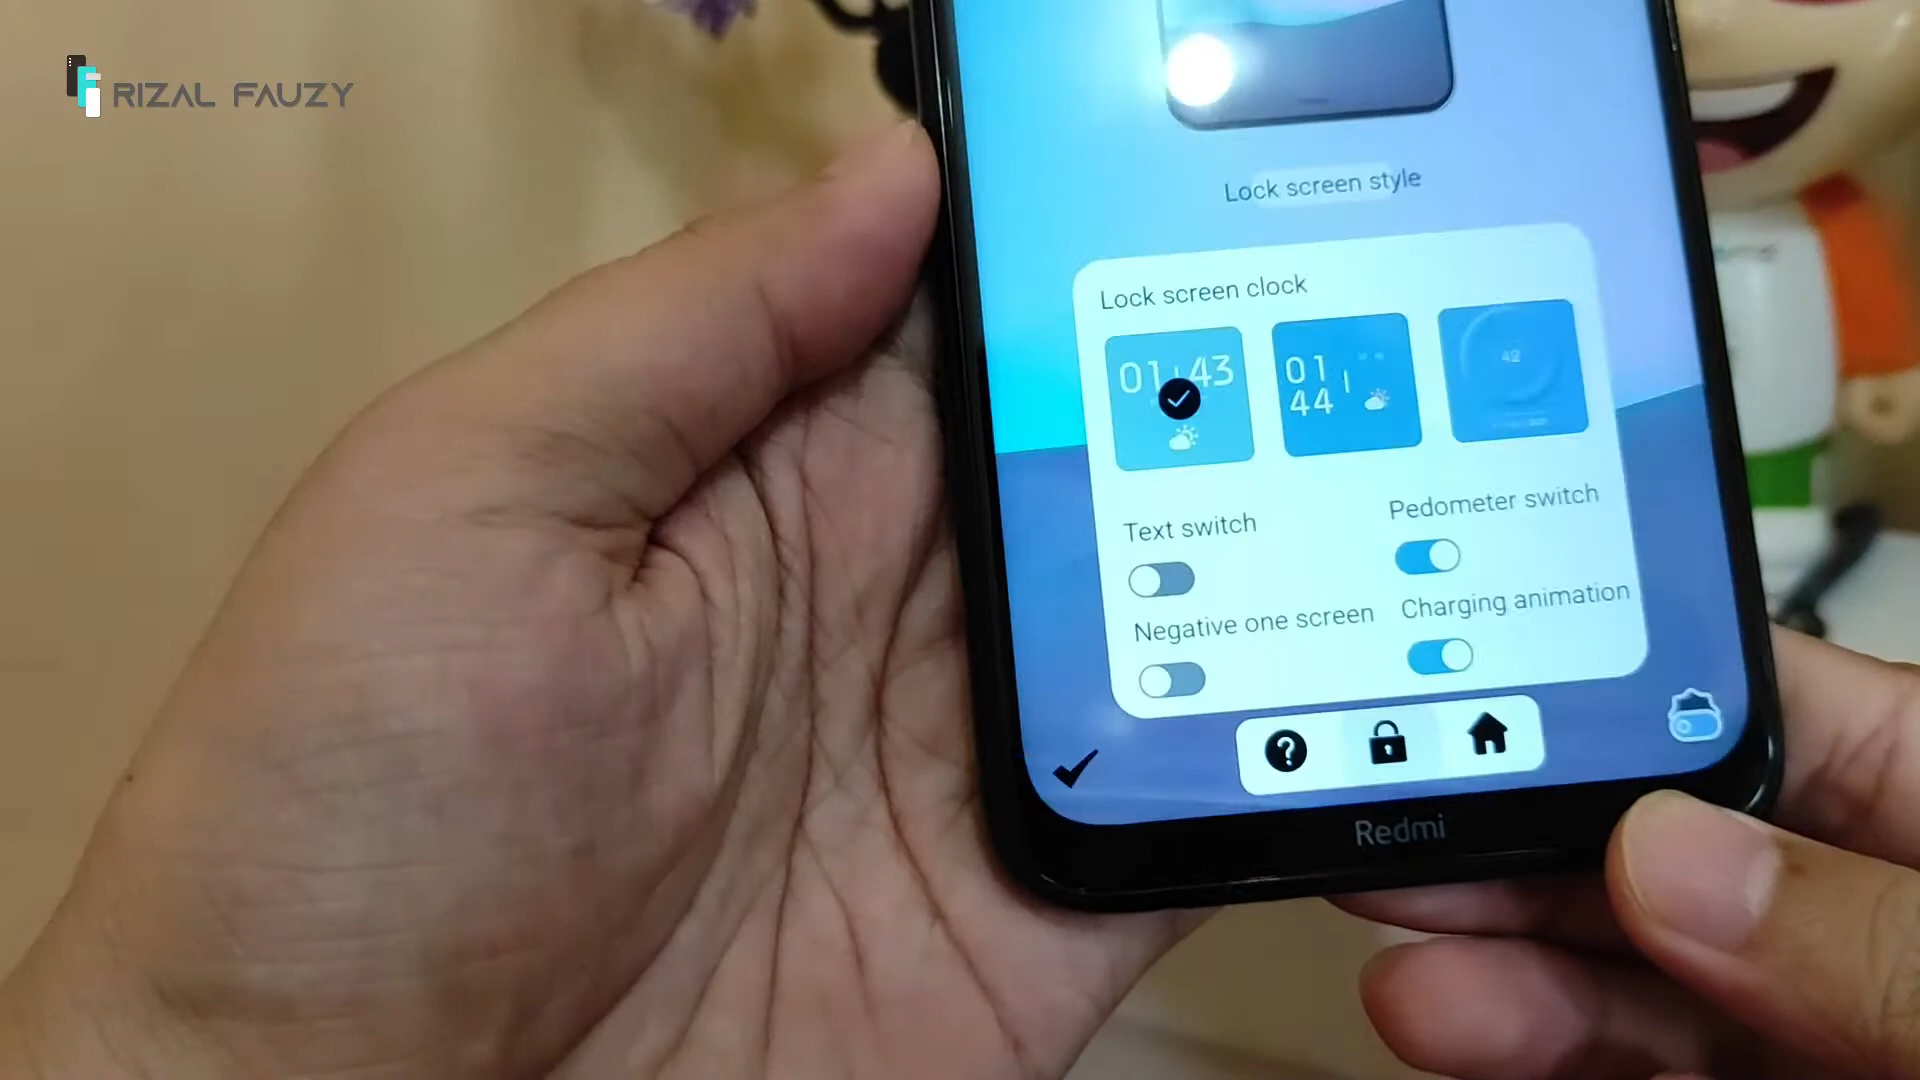 RIZAL FAUZY
Lock screen style
Lock screen clock
01 43
01
44
42
Text switch
Pedometer switch
Negative one screen
Charging animation
Redmi